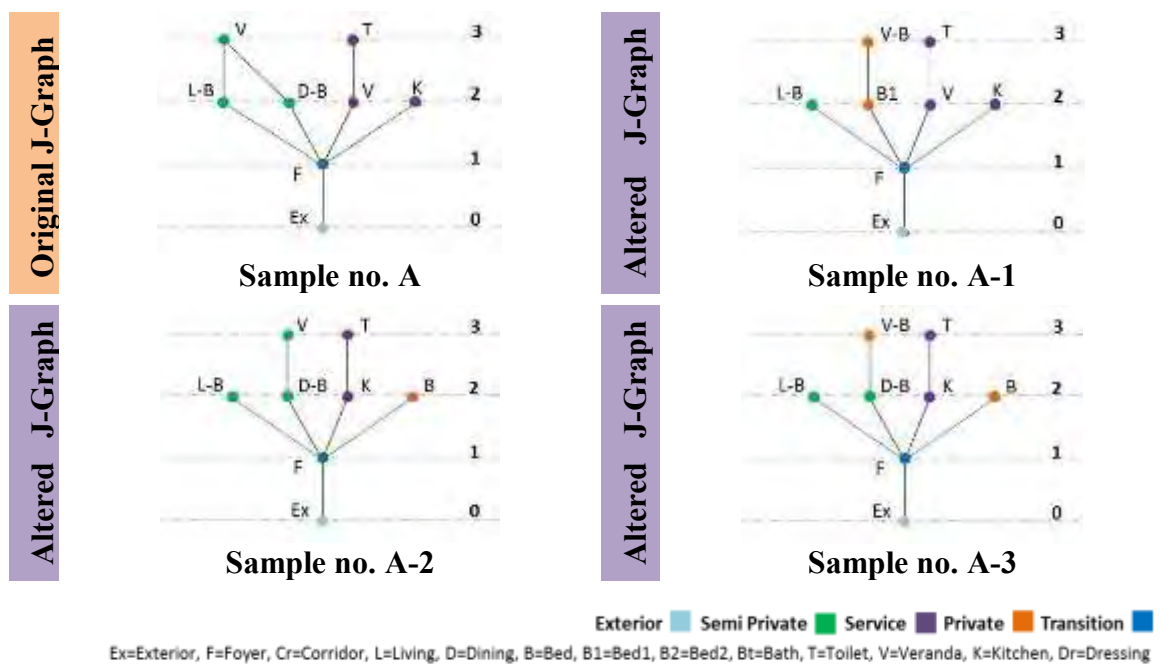 Original J-Graph
V
T
3
L-B
D-B
V
K
2
F
1
Ex
0
Sample no. A
Altered J-Graph
V-B
T
3
L-B
B1
V
K
2
F
1
Ex
0
Sample no. A-1
Altered J-Graph
V
T
3
L-B
D-B
K
B
2
F
1
Ex
0
Sample no. A-2
Altered J-Graph
V-B
T
3
L-B
D-B
K
B
2
F
1
Ex
0
Sample no. A-3
Exterior Semi Private Service Private Transition
Ex=Exterior, F=Foyer, Cr=Corridor, L=Living, D=Dining, B=Bed, B1=Bed1, B2=Bed2, Bt=Bath, T=Toilet, V=Veranda, K=Kitchen, Dr=Dressing